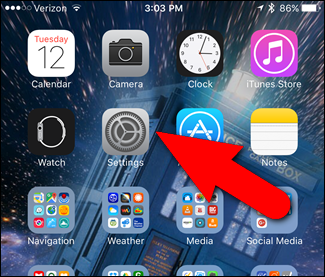 Verizon 3:03 PM 86%
Tuesday
12
Calendar Camera Clock iTunes Store
Watch Settings Notes
Navigation Weather Media Social Media